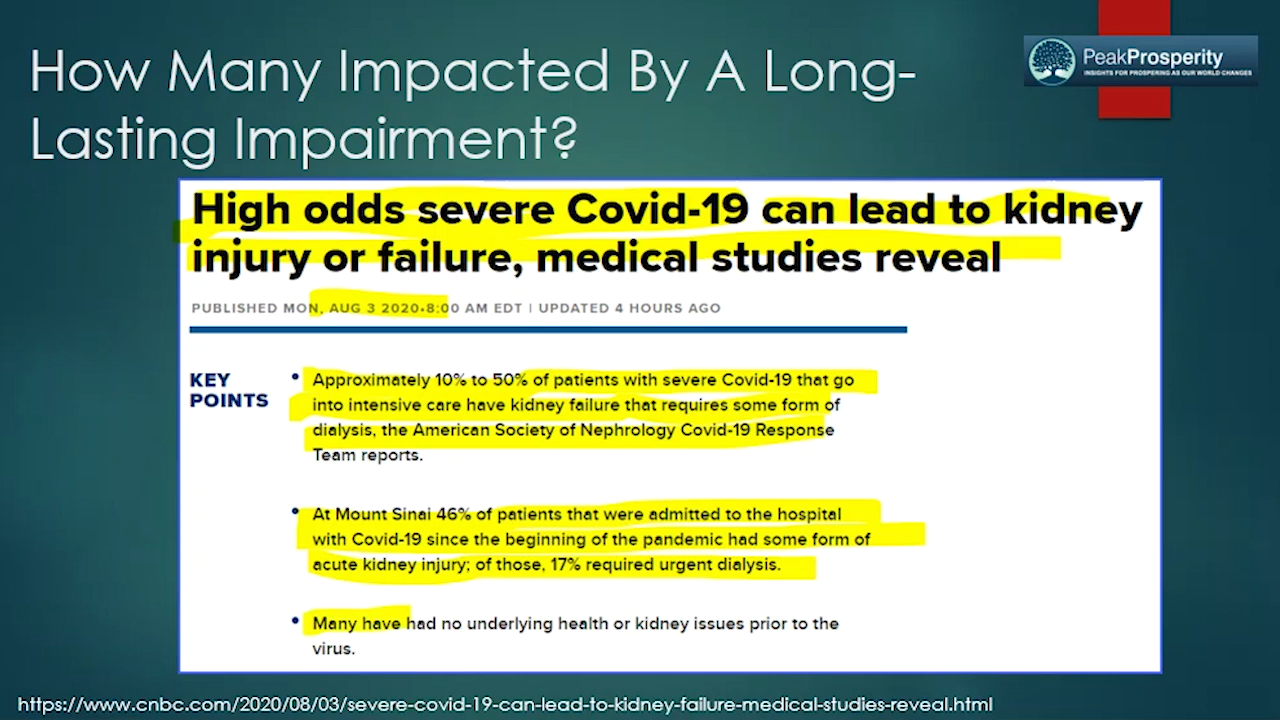 How Many Impacted By A Long-
Lasting Impairment?
PeakProsperity
INSIGHTS FOR PROSPERING AS OUR WORLD CHANGES
High odds severe Covid-19 can lead to kidney
injury or failure, medical studies reveal
PUBLISHED MON, AUG 3 2020•8:00 AM EDT | UPDATED 4 HOURS AGO
KEY
POINTS
• Approximately 10% to 50% of patients with severe Covid-19 that go
into intensive care have kidney failure that requires some form of
dialysis, the American Society of Nephrology Covid-19 Response
Team reports.
• At Mount Sinai 46% of patients that were admitted to the hospital
with Covid-19 since the beginning of the pandemic had some form of
acute kidney injury; of those, 17% required urgent dialysis.
• Many have had no underlying health or kidney issues prior to the
virus.
https://www.cnbc.com/2020/08/03/severe-covid-19-can-lead-to-kidney-failure-medical-studies-reveal.html